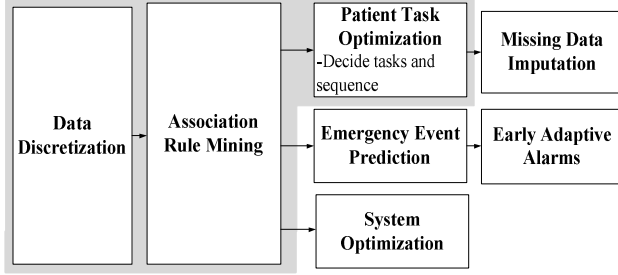 Data
Discretization
Association
Rule Mining
Patient Task
Optimization
-Decide tasks and
sequence
Missing Data
Imputation
Emergency Event
Prediction
Early Adaptive
Alarms
System
Optimization